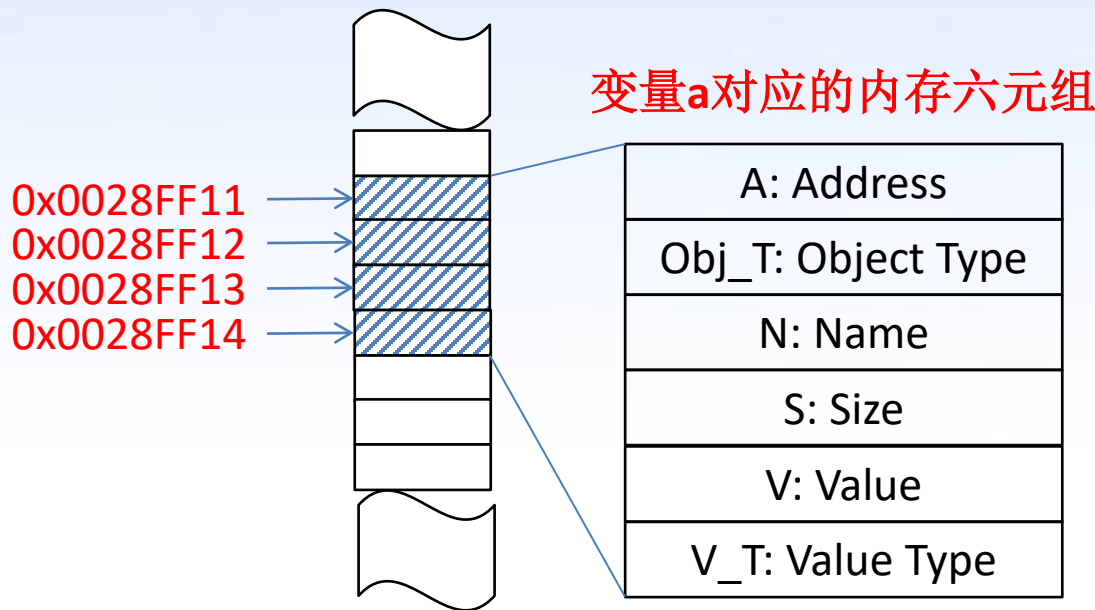 变量a对应的内存六元组
0x0028FF11
0x0028FF12
0x0028FF13
0x0028FF14
A: Address
Obj_T: Object Type
N: Name
S: Size
V: Value
V_T: Value Type